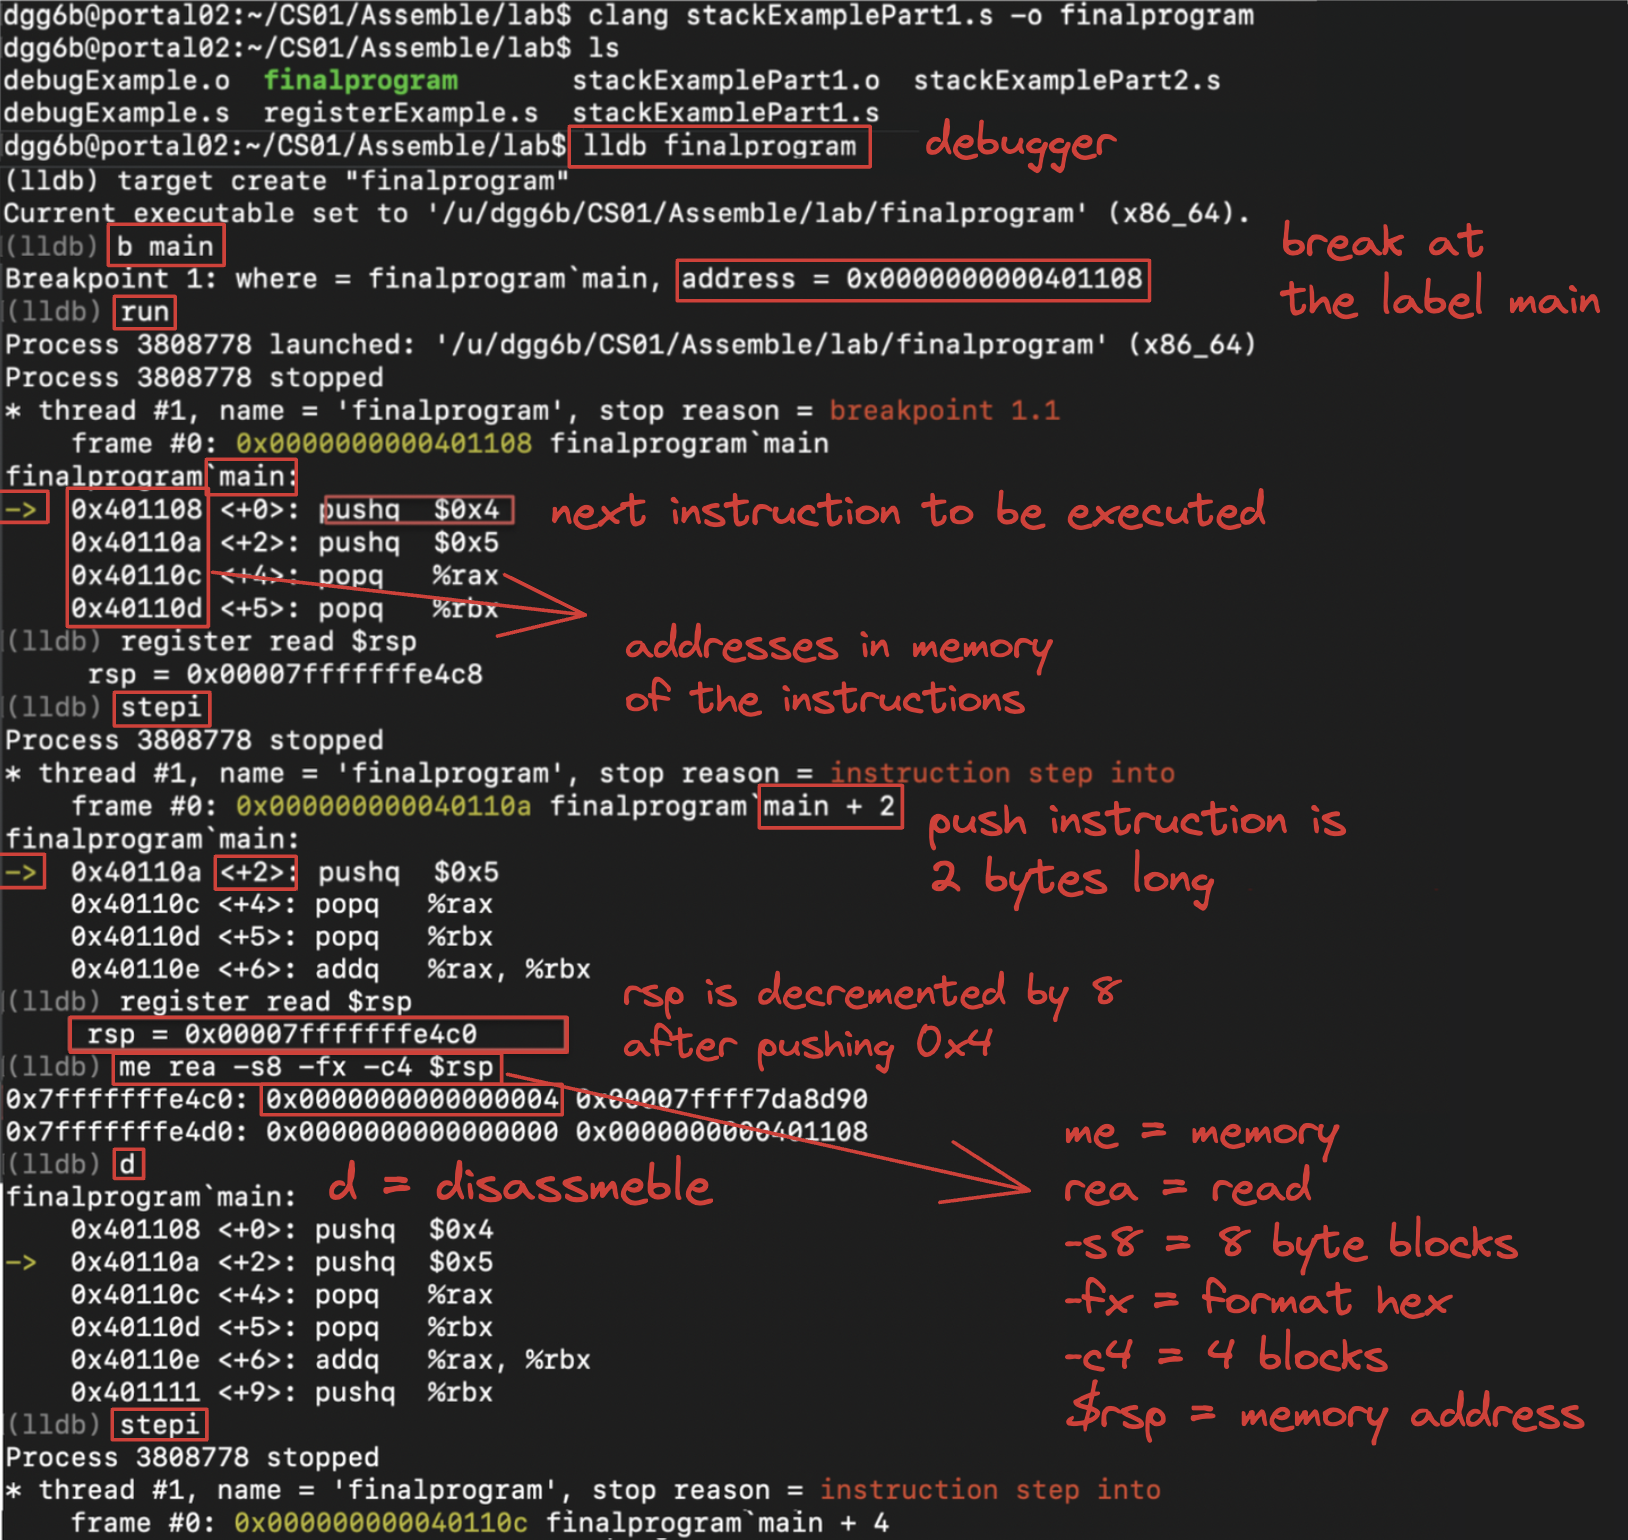 dgg6b@portal02:~/CS01/Assemble/lab$ clang stackExamplePart1.s -o finalprogram
dgg6b@portal02:~/CS01/Assemble/lab$ ls
debugExample.o  finalprogram       stackExamplePart1.o  stackExamplePart2.s
debugExample.s  registerExample.s  stackExamplePart1.s
dgg6b@portal02:~/CS01/Assemble/lab$ lldb finalprogram
debugger
(lldb) target create "finalprogram"
Current executable set to '/u/dgg6b/CS01/Assemble/lab/finalprogram' (x86_64).
(lldb) b main
break at
the label main
Breakpoint 1: where = finalprogram`main, address = 0x0000000000401108
(lldb) run
Process 3808778 launched: '/u/dgg6b/CS01/Assemble/lab/finalprogram' (x86_64)
Process 3808778 stopped
* thread #1, name = 'finalprogram', stop reason = breakpoint 1.1
    frame #0: 0x0000000000401108 finalprogram`main
finalprogram`main:
->  0x401108 <+0>: pushq  $0x4
next instruction to be executed
    0x40110a <+2>: pushq  $0x5
    0x40110c <+4>: popq   %rax
    0x40110d <+5>: popq   %rbx
addresses in memory
of the instructions
(lldb) register read $rsp
     rsp = 0x00007fffffffe4c8
(lldb) stepi
Process 3808778 stopped
* thread #1, name = 'finalprogram', stop reason = instruction step into
    frame #0: 0x000000000040110a finalprogram`main + 2
push instruction is
2 bytes long
finalprogram`main:
->  0x40110a <+2>: pushq  $0x5
    0x40110c <+4>: popq   %rax
    0x40110d <+5>: popq   %rbx
    0x40110e <+6>: addq   %rax, %rbx
(lldb) register read $rsp
     rsp = 0x00007fffffffe4c0
rsp is decremented by 8
after pushing 0x4
(lldb) me rea -s8 -fx -c4 $rsp
0x7fffffffe4c0: 0x0000000000000004 0x00007ffff7da8d90
0x7fffffffe4d0: 0x0000000000000000 0x0000000000401108
me = memory
rea = read
-s8 = 8 byte blocks
-fx = format hex
-c4 = 4 blocks
$rsp = memory address
(lldb) d
d = disassmeble
finalprogram`main:
    0x401108 <+0>: pushq  $0x4
->  0x40110a <+2>: pushq  $0x5
    0x40110c <+4>: popq   %rax
    0x40110d <+5>: popq   %rbx
    0x40110e <+6>: addq   %rax, %rbx
    0x401111 <+9>: pushq  %rbx
(lldb) stepi
Process 3808778 stopped
* thread #1, name = 'finalprogram', stop reason = instruction step into
    frame #0: 0x000000000040110c finalprogram`main + 4